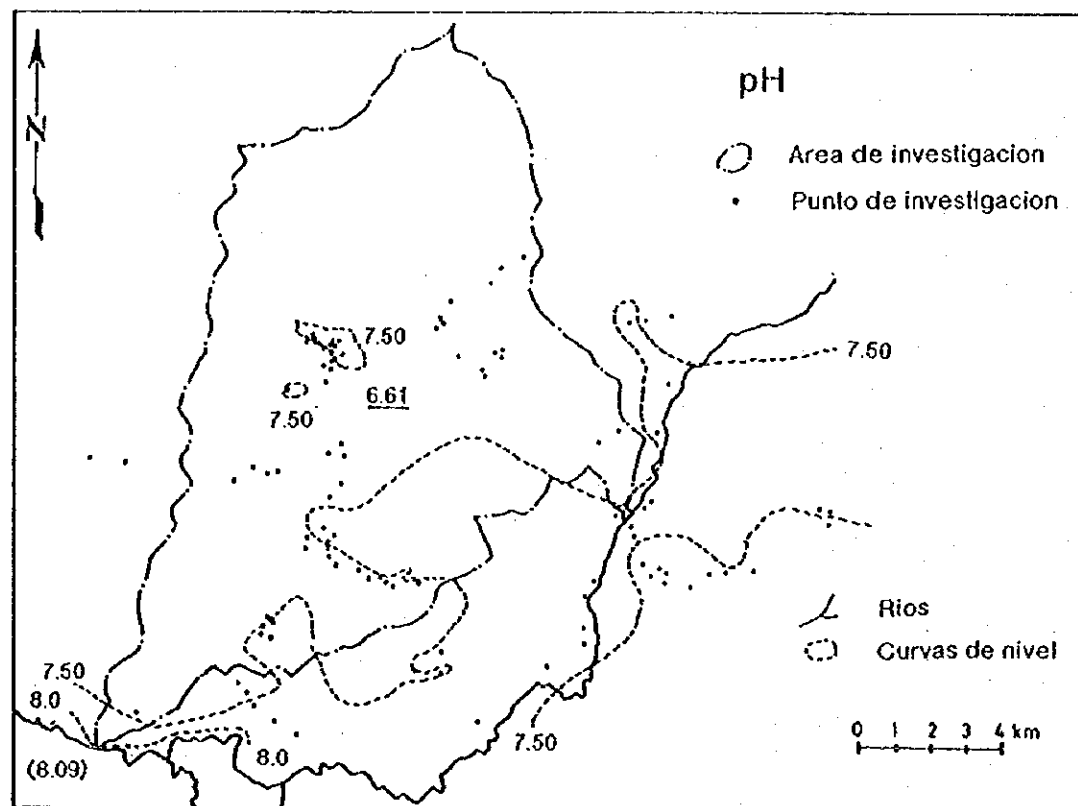 N
pH
Area de investigacion
Punto de investigacion
7.50
7.50
6.61
7.50
Rios
Curvas de nivel
7.50
8.0
(8.09)
8.0
7.50
0 1 2 3 4 km